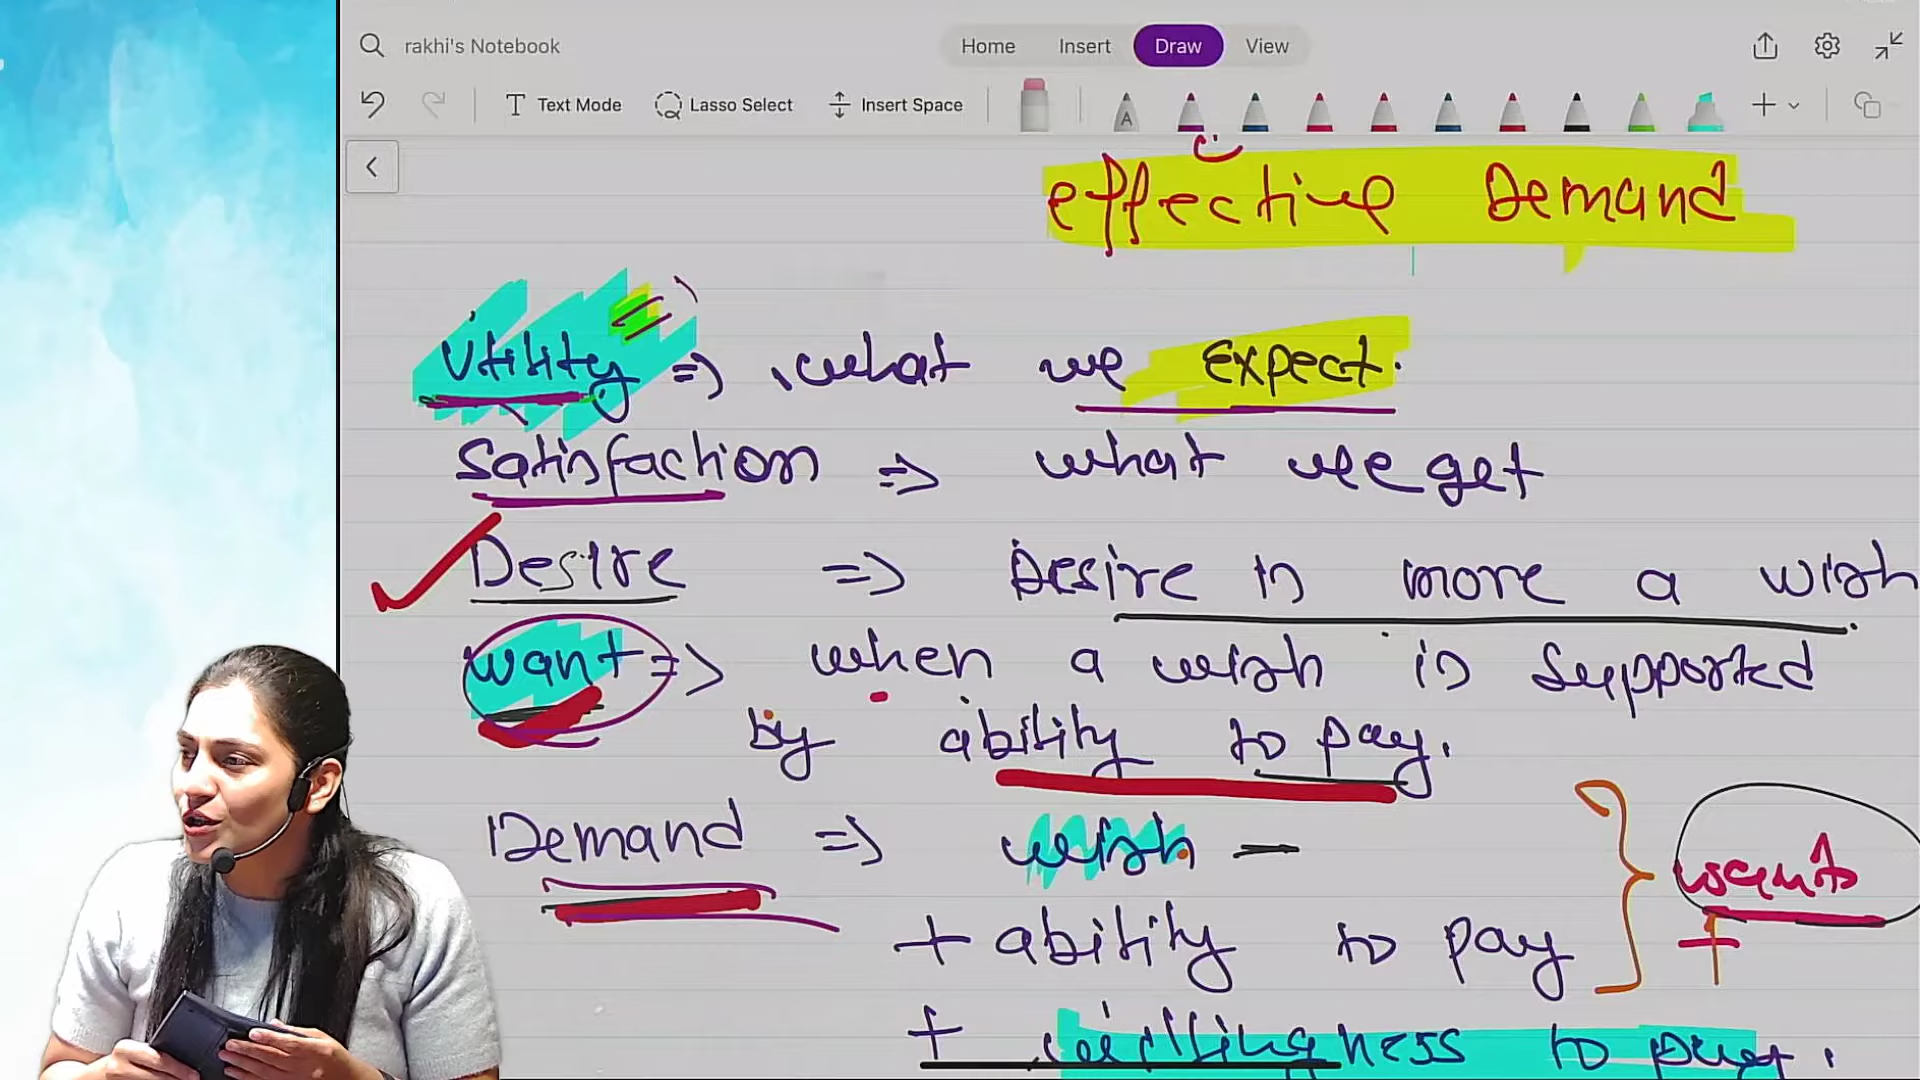 rakhi's Notebook
Home Insert Draw View
Text Mode Lasso Select Insert Space
A
effective Demand
Utility => what we expect.
Satisfaction => what we get
Desire => Desire is more a wish
want => when a wish is supported
by ability to pay.
Demand => wish -
+ ability to pay
wants
+
+ willingness to pay.